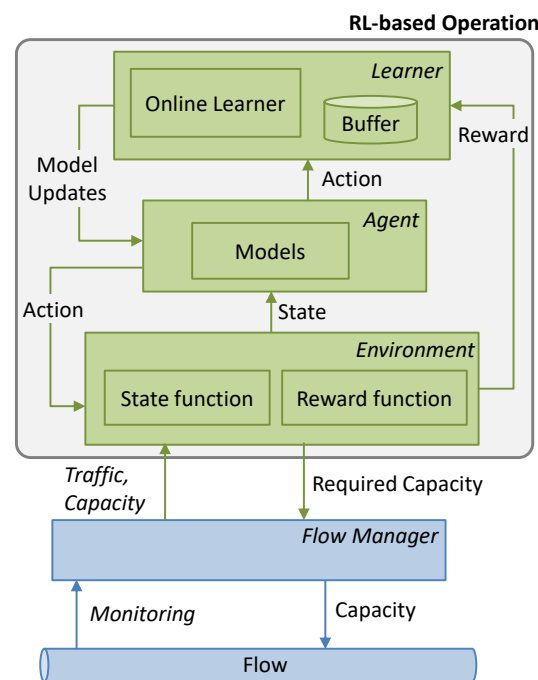 RL-based Operation
Learner
Online Learner
Buffer
Reward
Model
Updates
Action
Agent
Models
Action
State
Environment
State function
Reward function
Traffic,
Capacity
Required Capacity
Flow Manager
Monitoring
Capacity
Flow